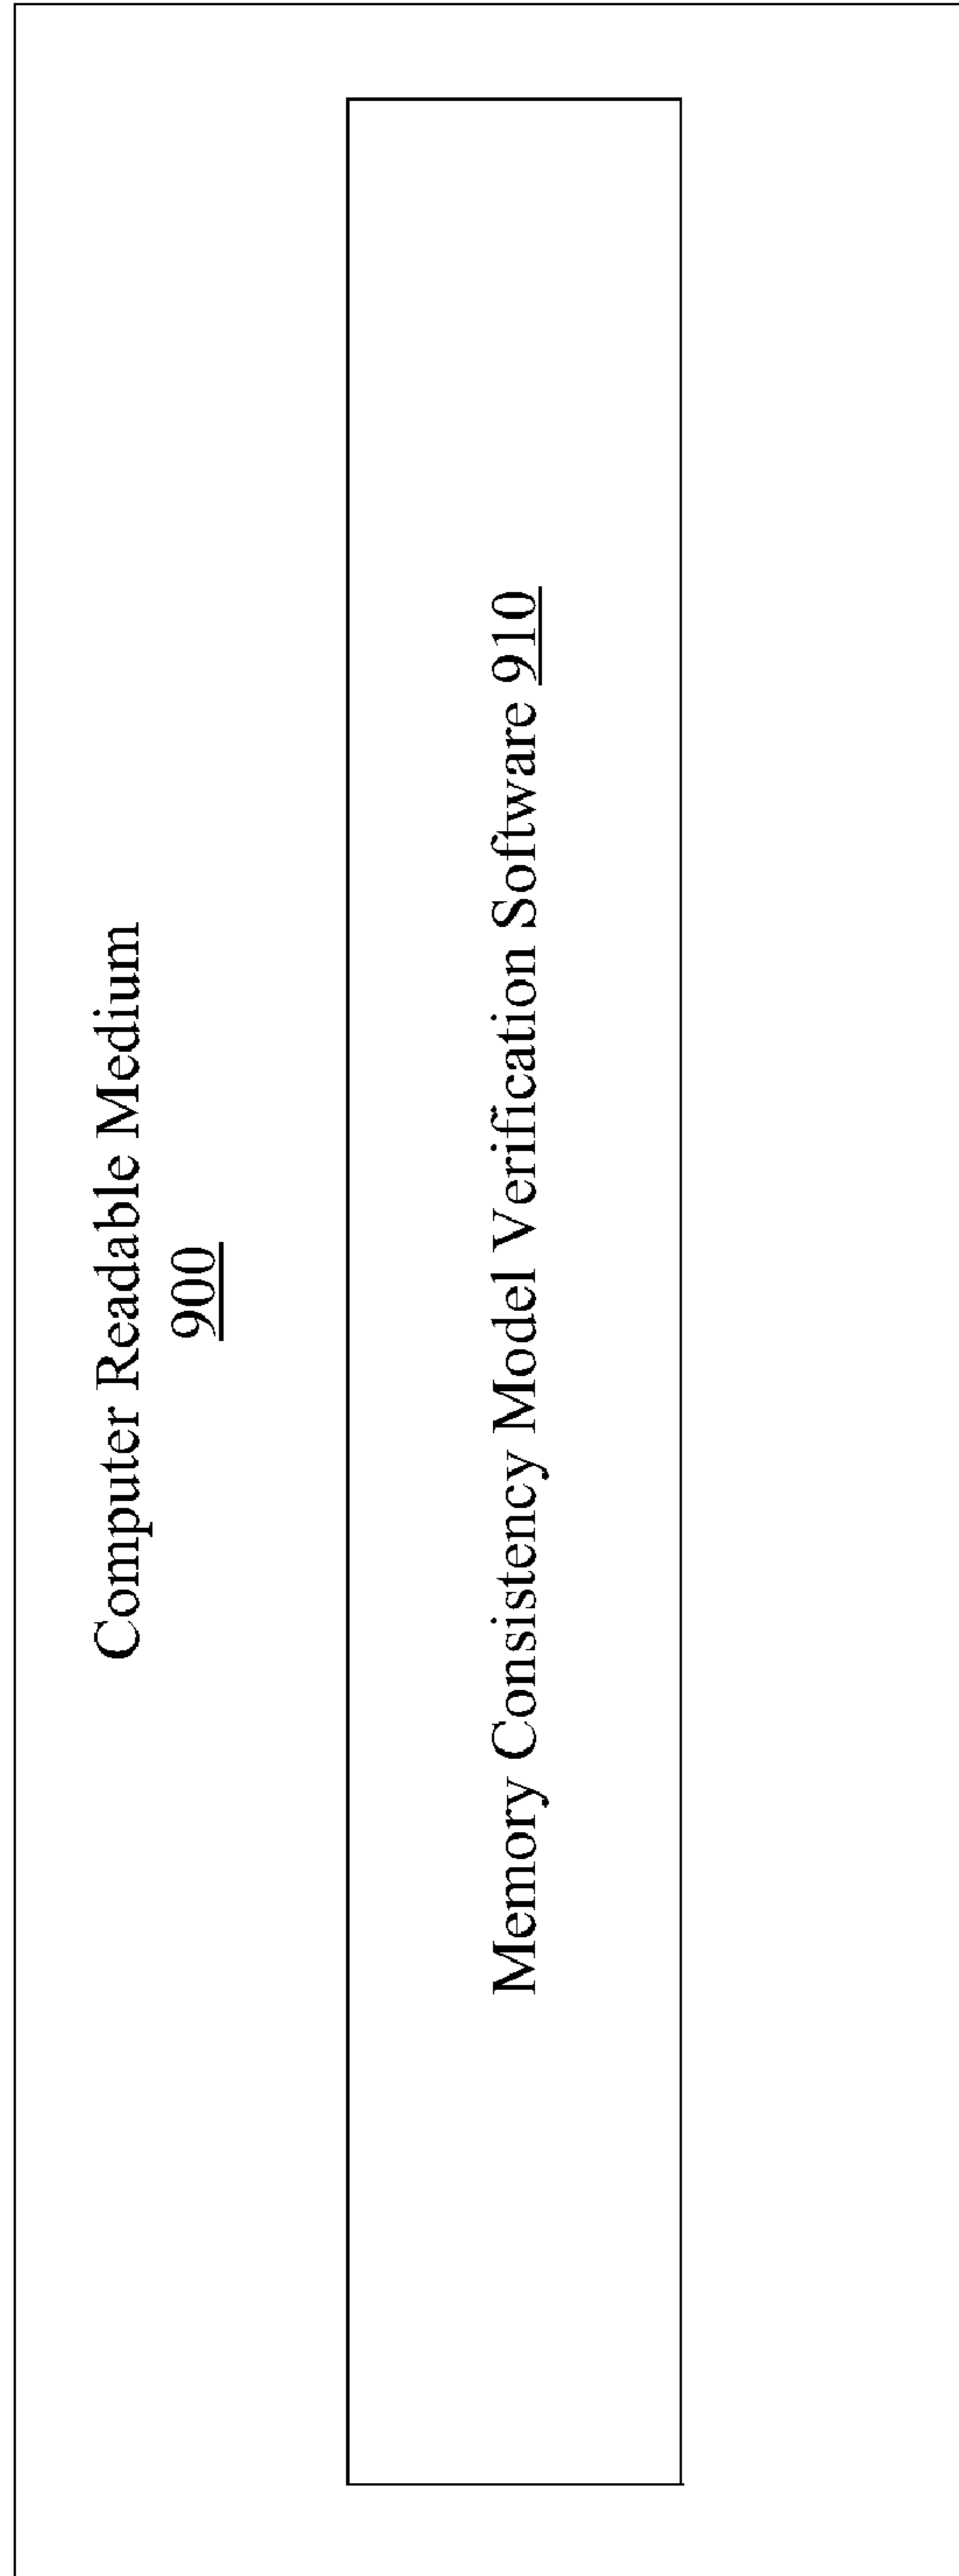 Computer Readable Medium
900
Memory Consistency Model Verification Software 910